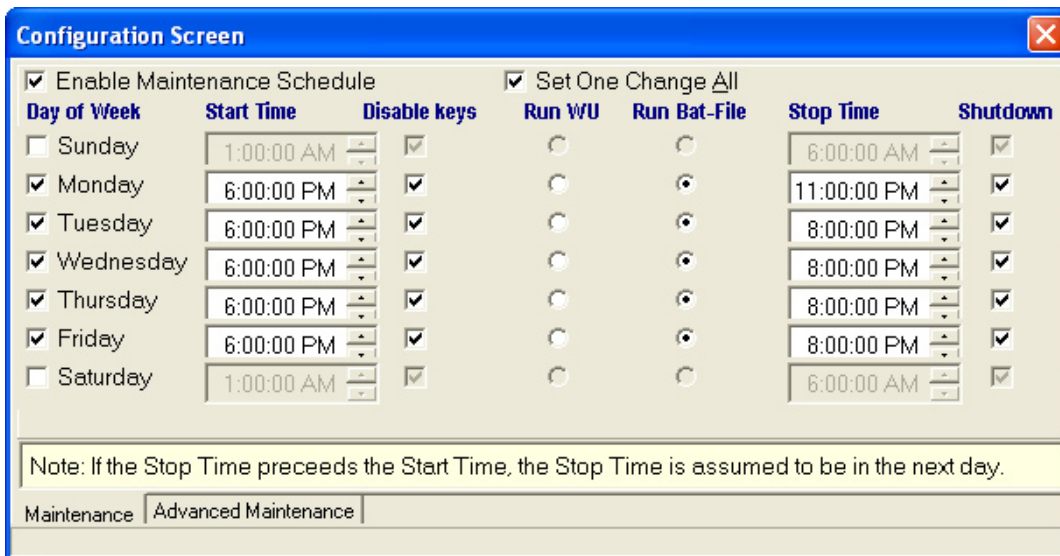 Configuration Screen
Enable Maintenance Schedule Set One Change All
Day of Week Start Time Disable keys Run WU Run Bat-File Stop Time Shutdown
Sunday 1:00:00 AM 6:00:00 AM
Monday 6:00:00 PM 11:00:00 PM
Tuesday 6:00:00 PM 8:00:00 PM
Wednesday 6:00:00 PM 8:00:00 PM
Thursday 6:00:00 PM 8:00:00 PM
Friday 6:00:00 PM 8:00:00 PM
Saturday 1:00:00 AM 6:00:00 AM
Note: If the Stop Time preceeds the Start Time, the Stop Time is assumed to be in the next day.
Maintenance Advanced Maintenance